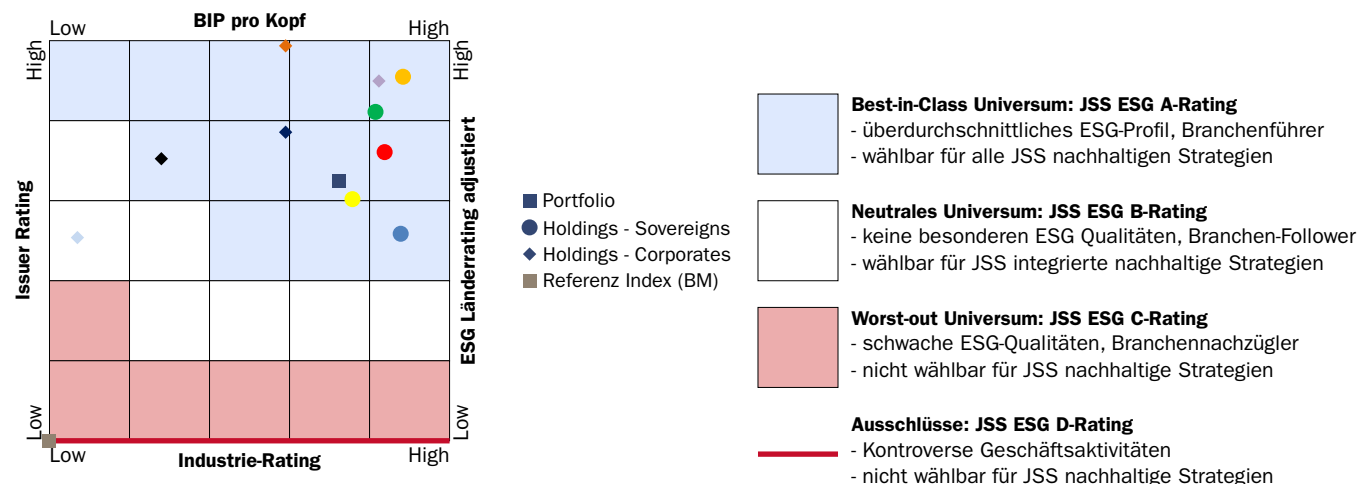 BIP pro Kopf
Low
High
High
High
Issuer Rating
ESG Länderrating adjustiert
Low
Low
Low
High
Industrie-Rating
Portfolio
Holdings - Sovereigns
Holdings - Corporates
Referenz Index (BM)
Best-in-Class Universum: JSS ESG A-Rating
- überdurchschnittliches ESG-Profil, Branchenführer
- wählbar für alle JSS nachhaltigen Strategien
Neutrales Universum: JSS ESG B-Rating
- keine besonderen ESG Qualitäten, Branchen-Follower
- wählbar für JSS integrierte nachhaltige Strategien
Worst-out Universum: JSS ESG C-Rating
- schwache ESG-Qualitäten, Branchennachzügler
- nicht wählbar für JSS nachhaltige Strategien
Ausschlüsse: JSS ESG D-Rating
- Kontroverse Geschäftsaktivitäten
- nicht wählbar für JSS nachhaltige Strategien